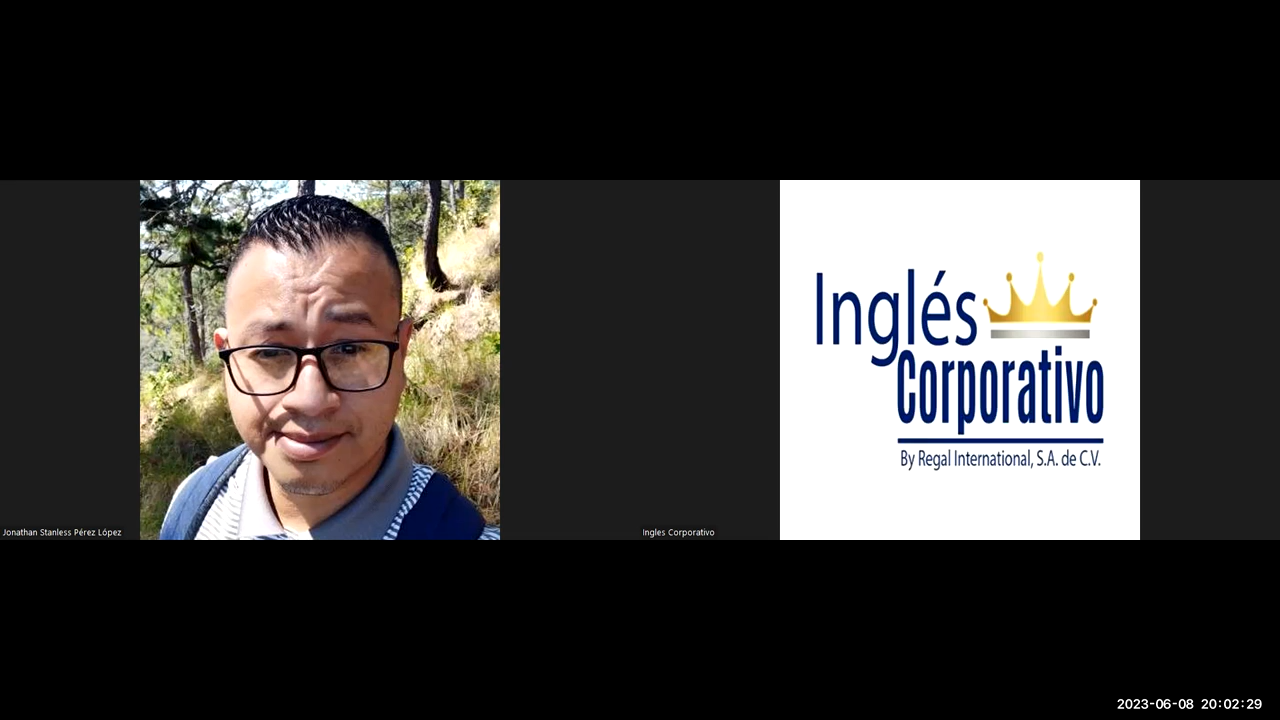 Inglés
Corporativo
By Regal International, S.A. de C.V.
Jonathan Stanless Pérez López
Ingles Corporativo
2023-06-08 20:02:29